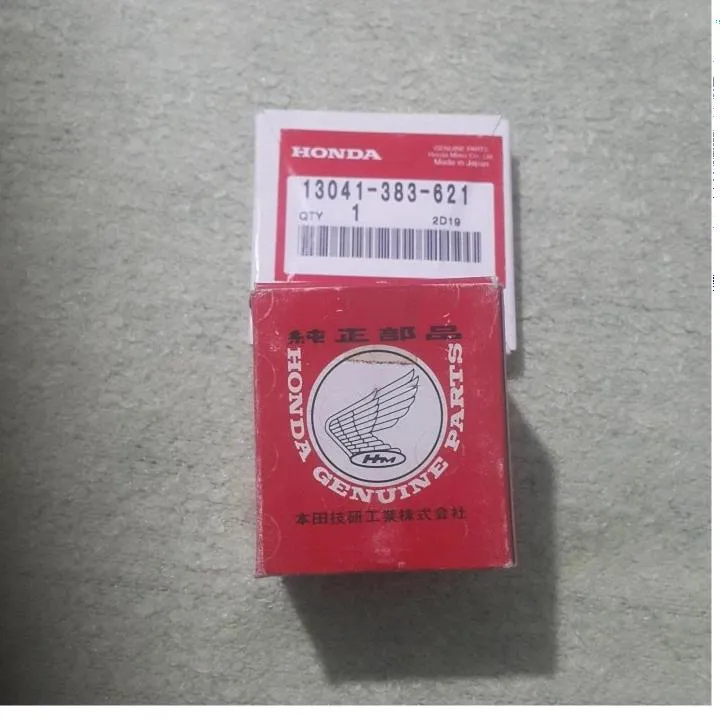 HONDA
GENUINE PARTS
Honda Motor Co., Ltd.
Made in Japan
13041-383-621
QTY 1 2D19
純正部品
HONDA GENUINE PARTS
HM
本田技研工業株式会社